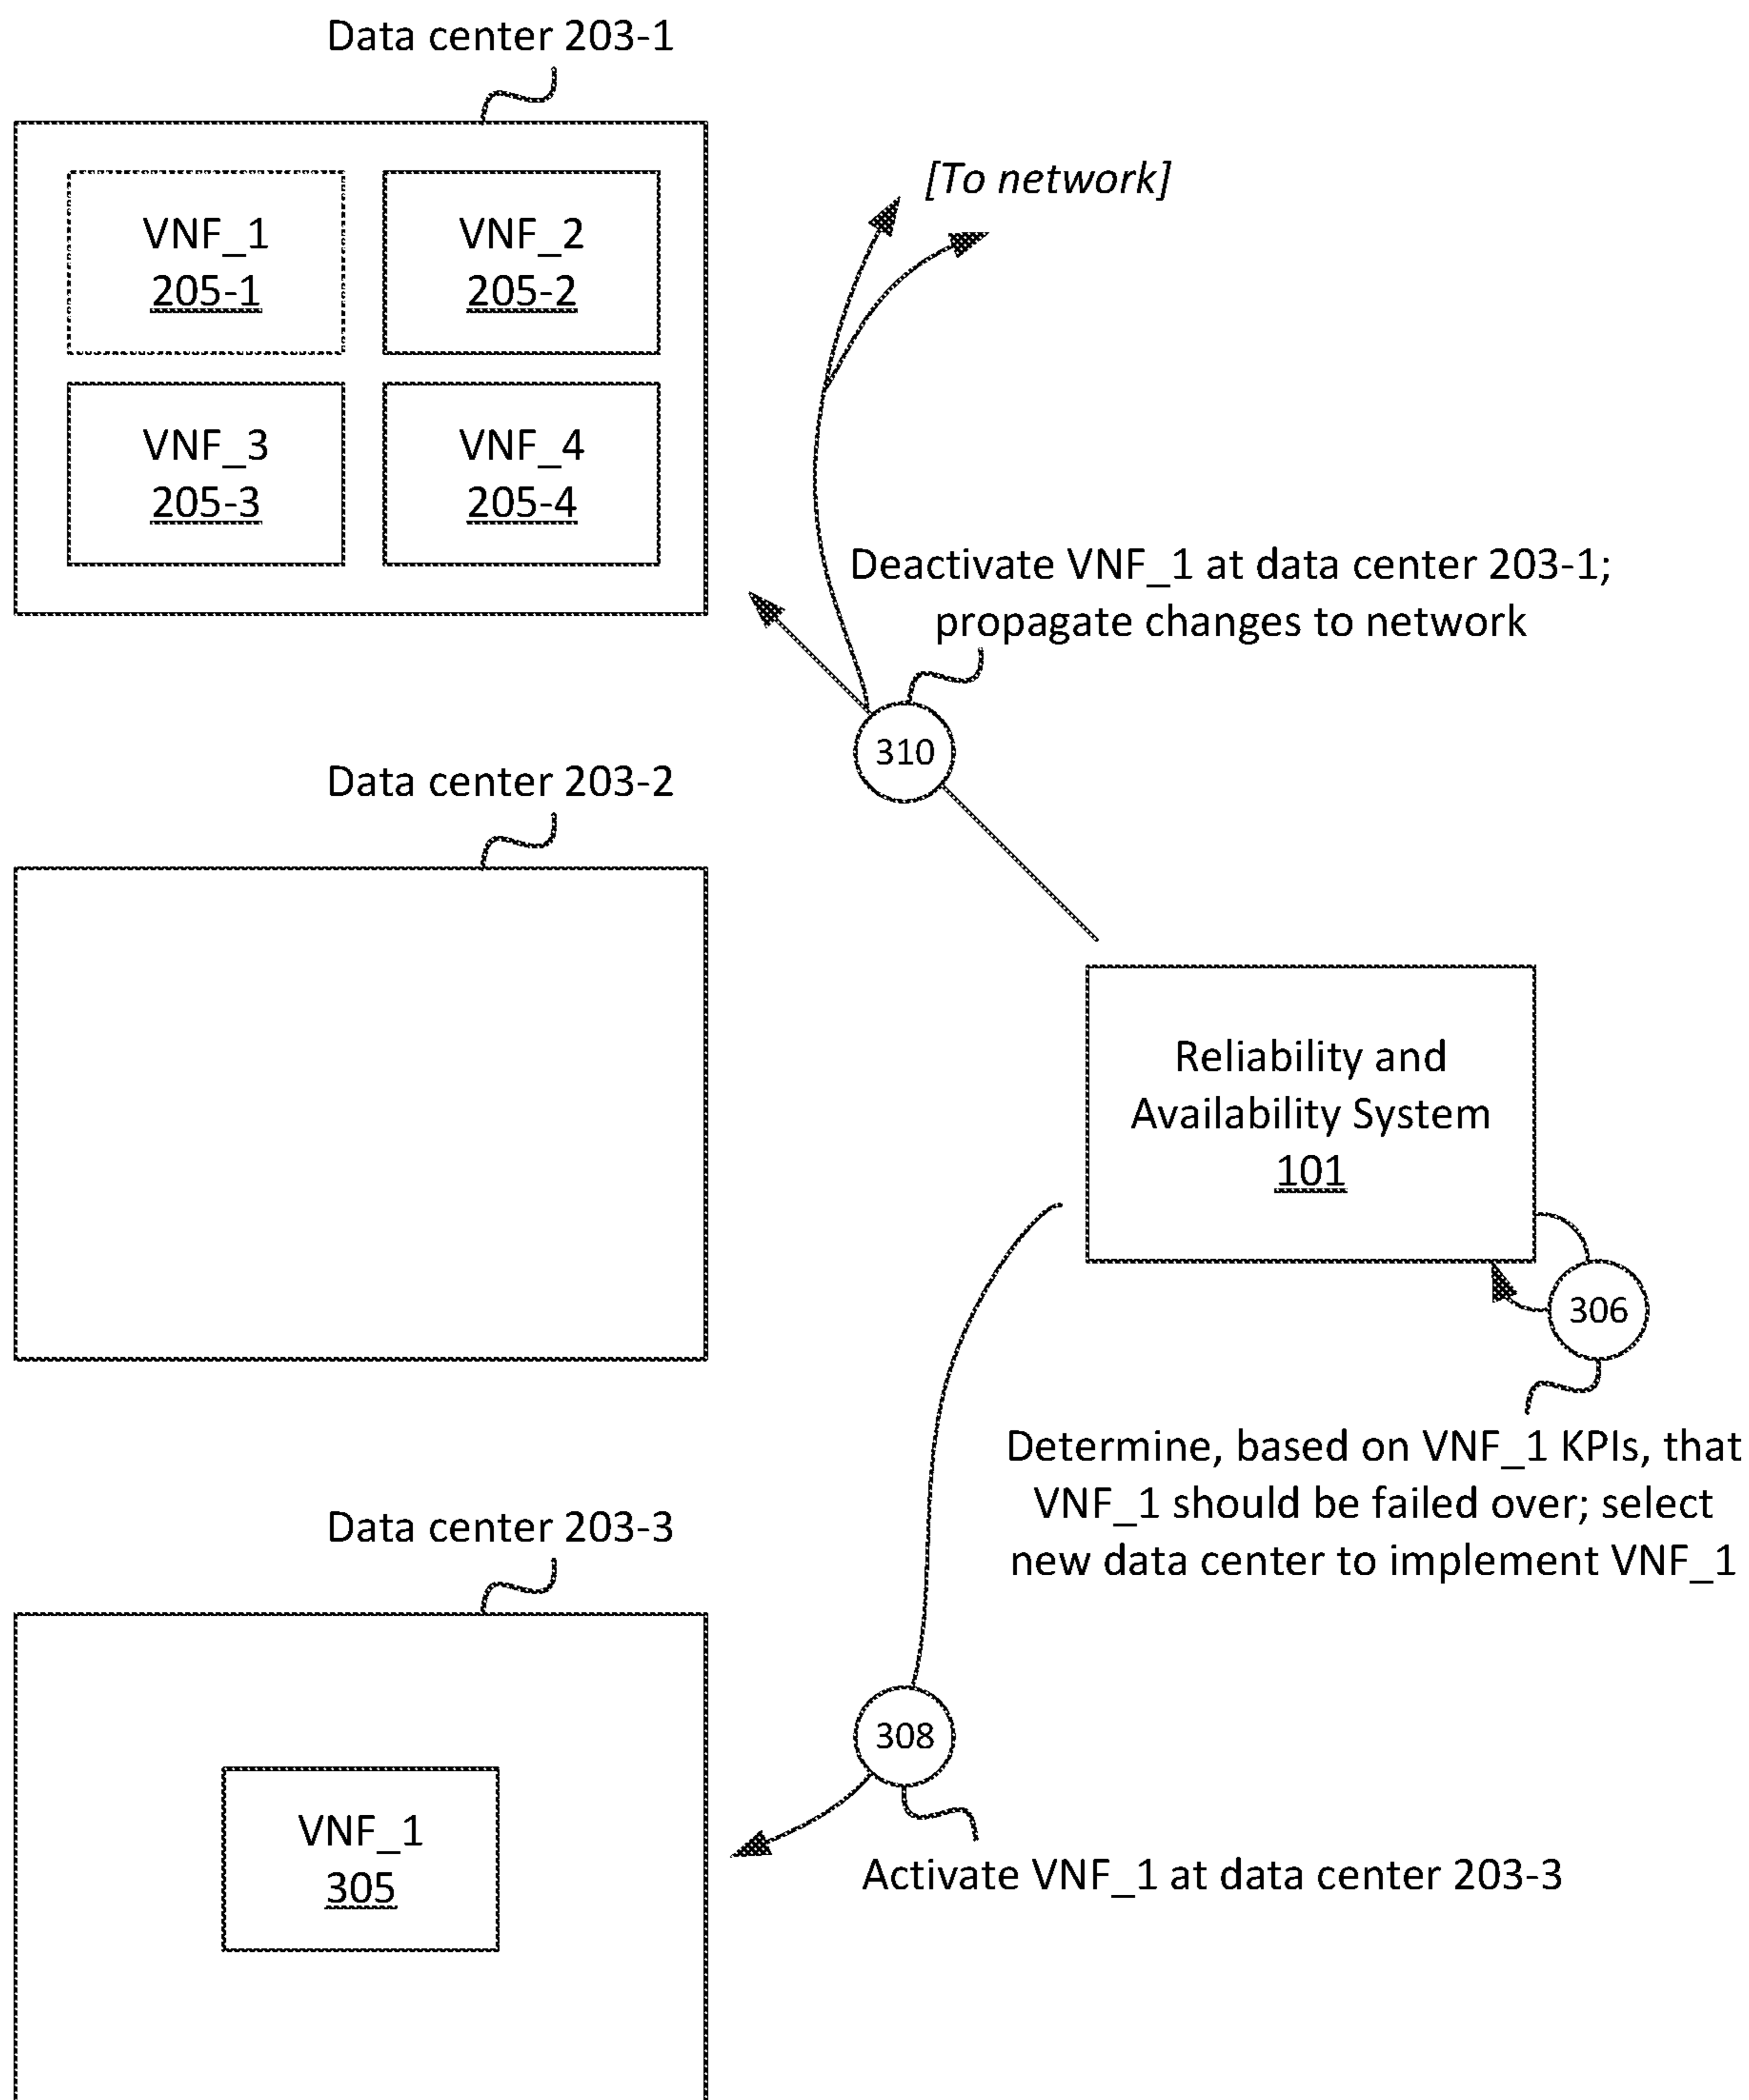 Data center 203-1
[To network]
VNF_1
205-1
VNF_2
205-2
VNF_3
205-3
VNF_4
205-4
Deactivate VNF_1 at data center 203-1;
propagate changes to network
310
Data center 203-2
Reliability and
Availability System
101
306
Determine, based on VNF_1 KPIs, that
VNF_1 should be failed over; select
new data center to implement VNF_1
Data center 203-3
308
VNF_1
305
Activate VNF_1 at data center 203-3